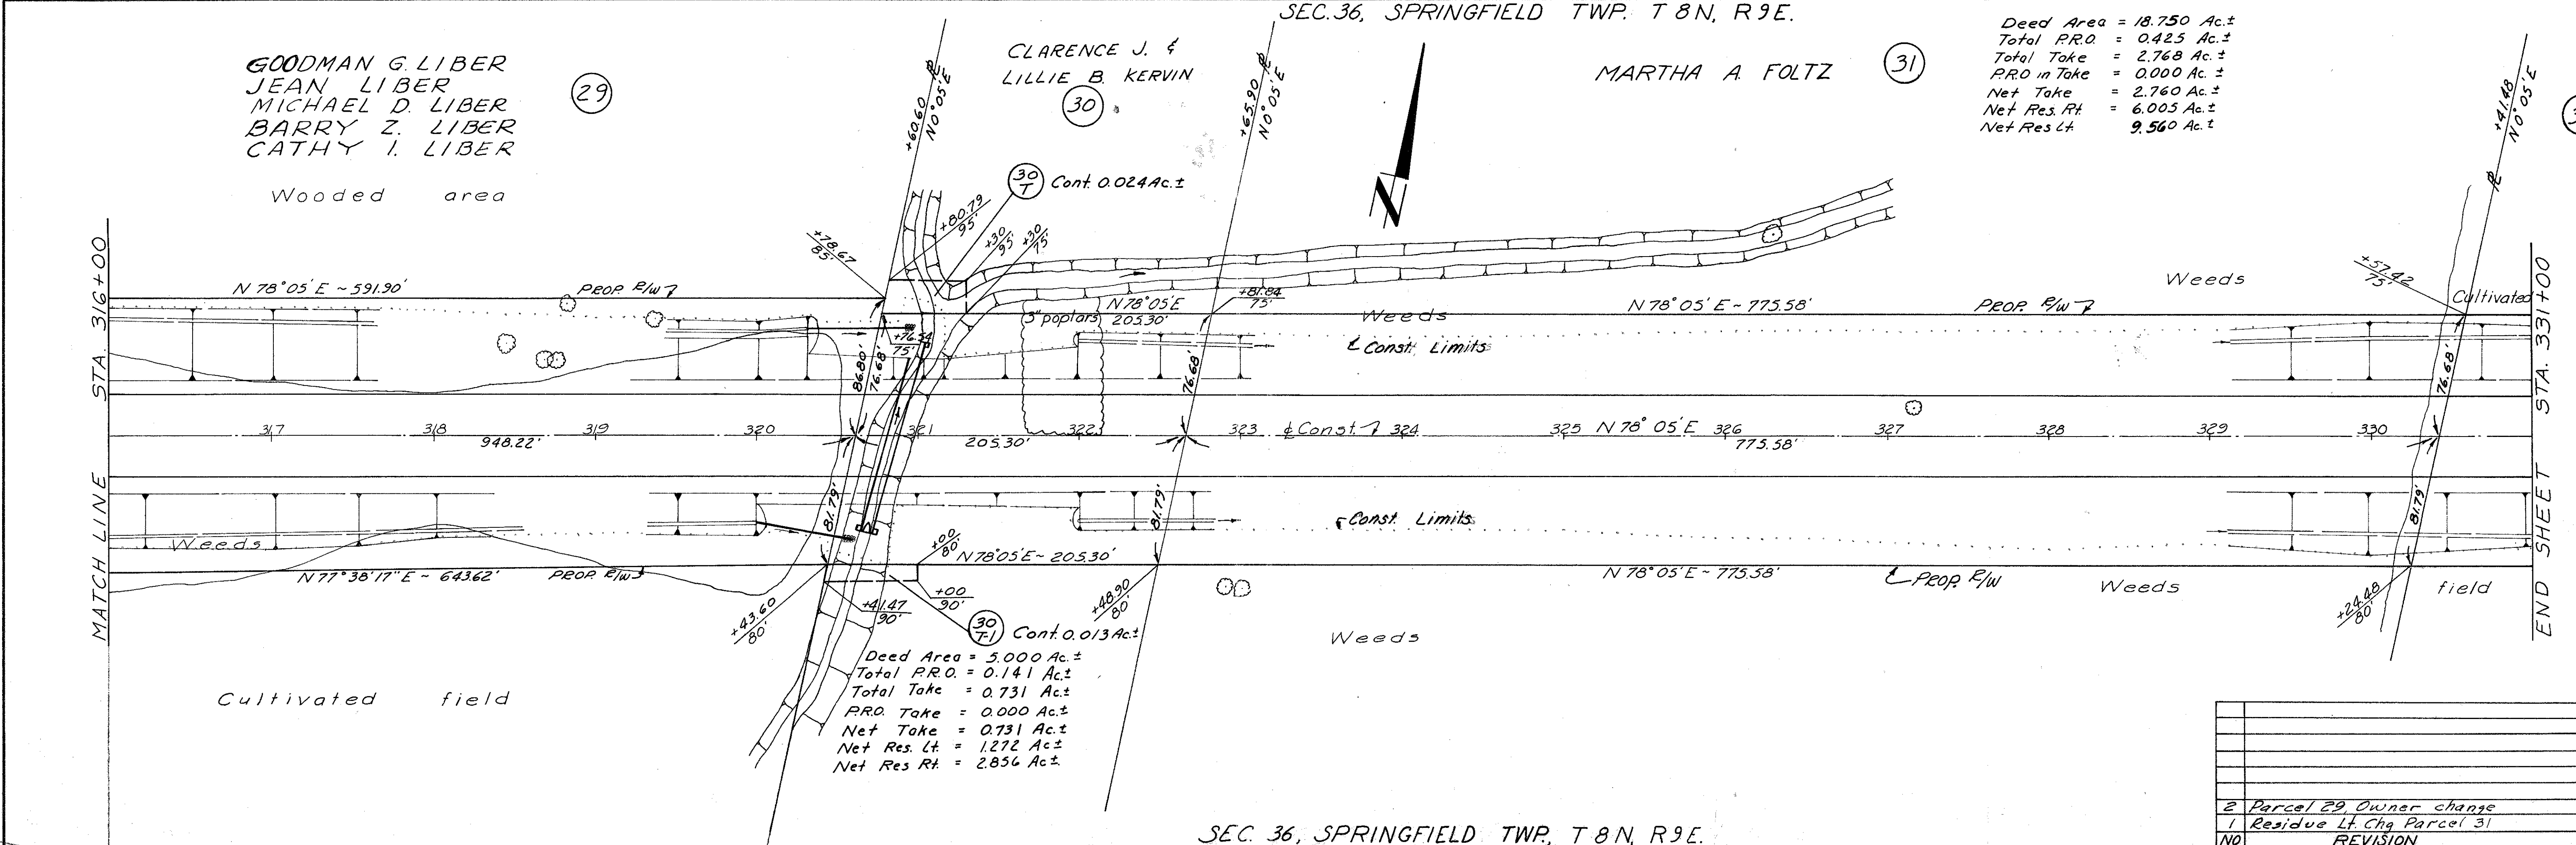 SEC. 36, SPRINGFIELD TWP. T 8 N, R 9 E.
GOODMAN G. LIBER
JEAN LIBER
MICHAEL D. LIBER
BARRY Z. LIBER
CATHY I. LIBER
29
Wooded area
CLARENCE J. &
LILLIE B. KERVIN
30
MARTHA A. FOLTZ
31
Deed Area = 18.750 Ac.±
Total P.R.O. = 0.425 Ac.±
Total Take = 2.768 Ac.±
P.R.O in Take = 0.000 Ac.±
Net Take = 2.760 Ac.±
Net Res. Rt. = 6.005 Ac.±
Net Res Lt. 9.560 Ac.±
+60.60
N0°05'E
+65.90
N0°05'E
+41.48
N0°05'E
30
T
Cont. 0.024 Ac.±
+78.67
85'
+80.79
95'
+30
95'
+30
75'
N
MATCH LINE STA. 316+00
N 78°05'E ~ 591.90'
PROP. R/W
3" poplars
N 78°05'E
205.30'
+81.84
75'
Weeds
N 78°05'E ~ 775.58'
PROP. R/W
Weeds
+57.42
75'
Cultivated
+76.54
75'
Const. Limits
86.80'
76.68'
76.68'
76.68'
317
318
948.22'
319
320
321
205.30'
322
323
℄ Const.
324
325
N 78° 05' E
326
775.58'
327
328
329
330
END SHEET STA. 331+00
81.79'
81.79'
81.79'
Const. Limits
Weeds
N 77°38'17"E ~ 643.62'
PROP. R/W
+00
80'
N 78°05'E ~ 205.30'
N 78°05'E ~ 775.58'
PROP. R/W
Weeds
field
+43.60
80'
+41.47
90'
+00
90'
+48.90
80'
+24.48
80'
30
T-1
Cont. 0.013 Ac.±
Weeds
Deed Area = 5.000 Ac.±
Total P.R.O. = 0.141 Ac.±
Total Take = 0.731 Ac.±
P.R.O. Take = 0.000 Ac.±
Net Take = 0.731 Ac.±
Net Res. Lt. = 1.272 Ac±
Net Res Rt. = 2.856 Ac±
Cultivated field
SEC. 36, SPRINGFIELD TWP., T 8 N, R 9 E.
2 Parcel 29, Owner change
1 Residue Lt. Chg Parcel 31
NO REVISION